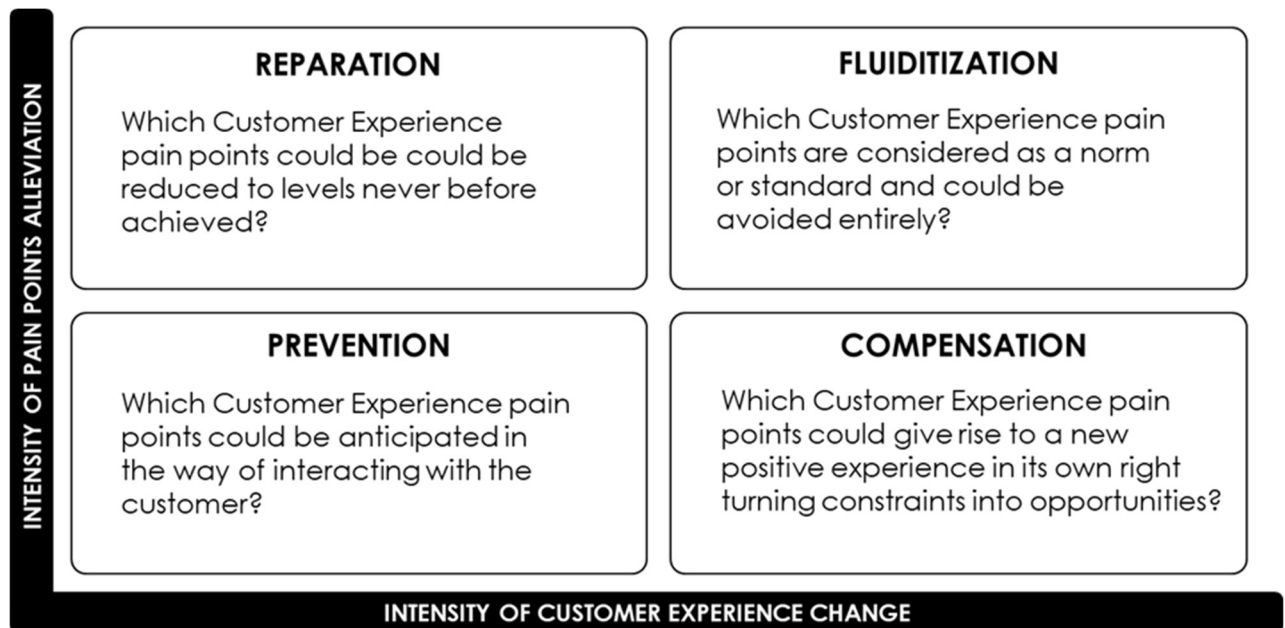 INTENSITY OF PAIN POINTS ALLEVIATION
REPARATION
Which Customer Experience
pain points could be could be
reduced to levels never before
achieved?
FLUIDITIZATION
Which Customer Experience pain
points are considered as a norm
or standard and could be
avoided entirely?
PREVENTION
Which Customer Experience pain
points could be anticipated in
the way of interacting with the
customer?
COMPENSATION
Which Customer Experience pain
points could give rise to a new
positive experience in its own right
turning constraints into opportunities?
INTENSITY OF CUSTOMER EXPERIENCE CHANGE